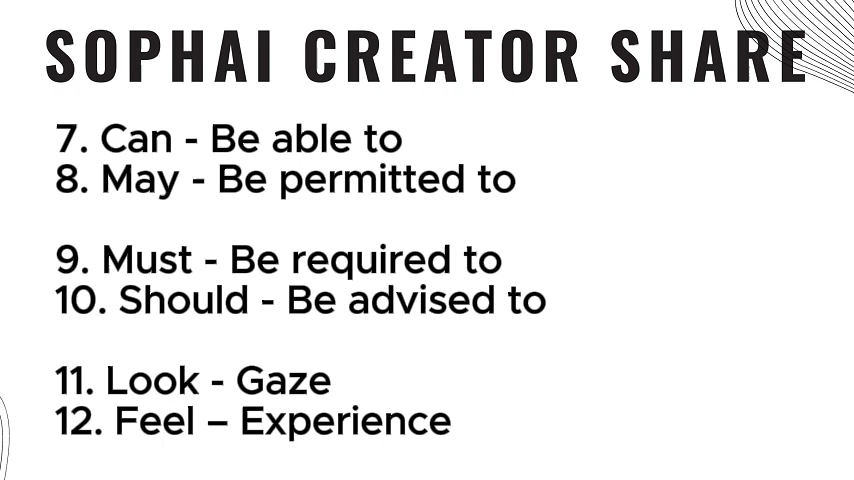 SOPHAI CREATOR SHARE
7. Can - Be able to
8. May - Be permitted to
9. Must - Be required to
10. Should - Be advised to
11. Look - Gaze
12. Feel – Experience